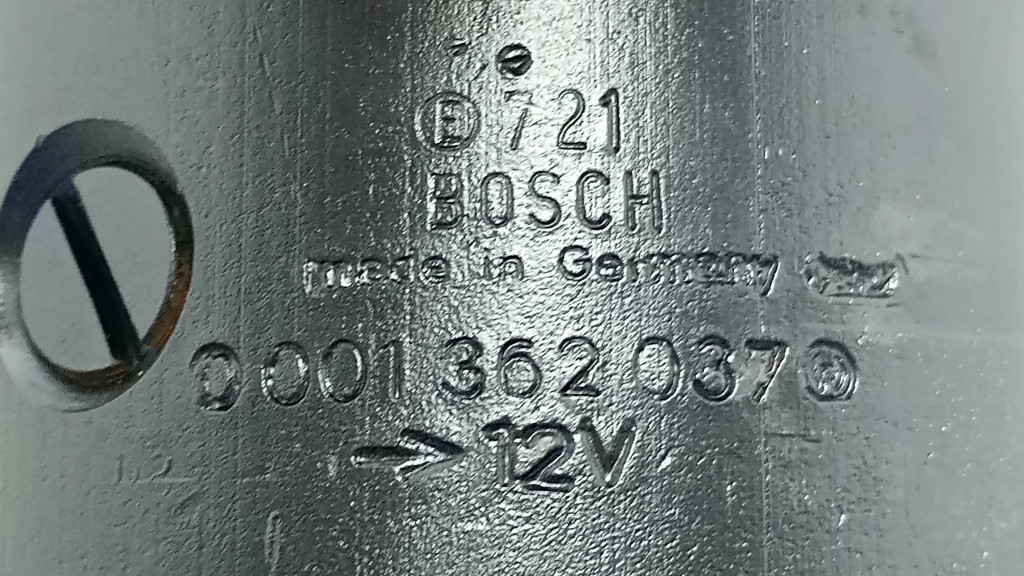 Ⓔ 721
BOSCH
made in Germany
0001 362 037 Ⓡ
→ 12V